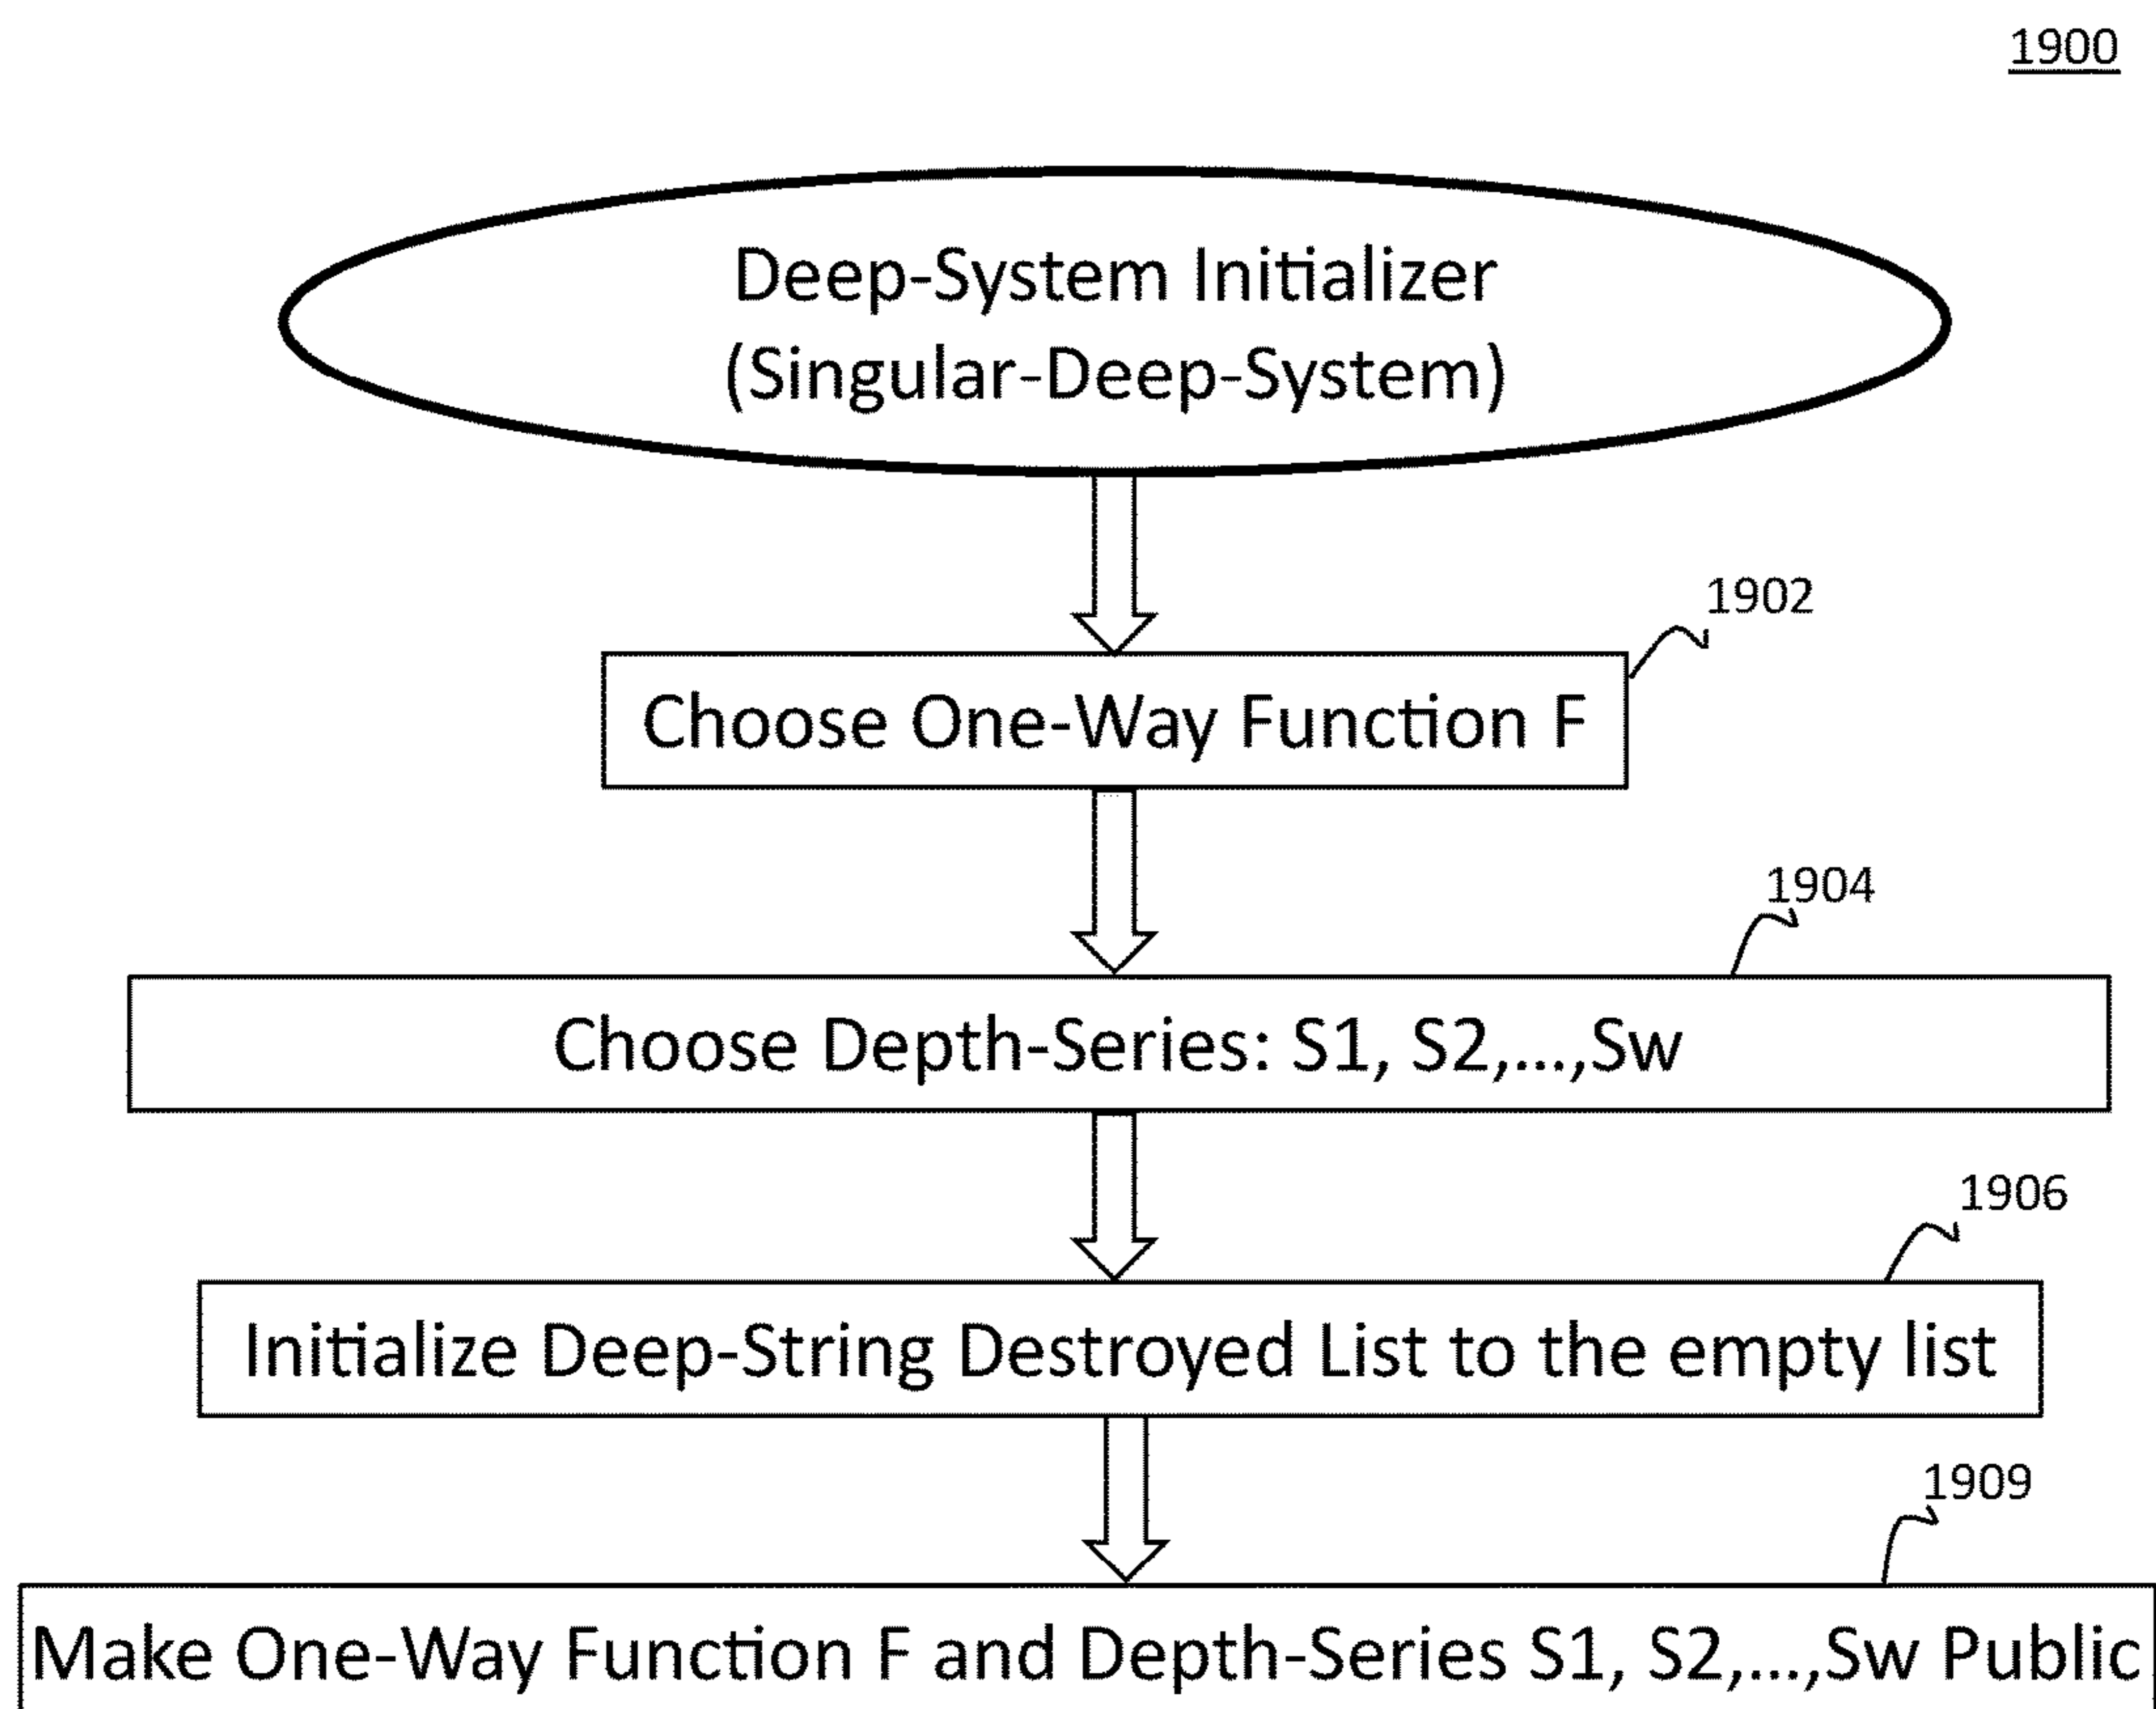 1900
Deep-System Initializer
(Singular-Deep-System)
1902
Choose One-Way Function F
1904
Choose Depth-Series: S1, S2,...,Sw
1906
Initialize Deep-String Destroyed List to the empty list
1909
Make One-Way Function F and Depth-Series S1, S2,...,Sw Public